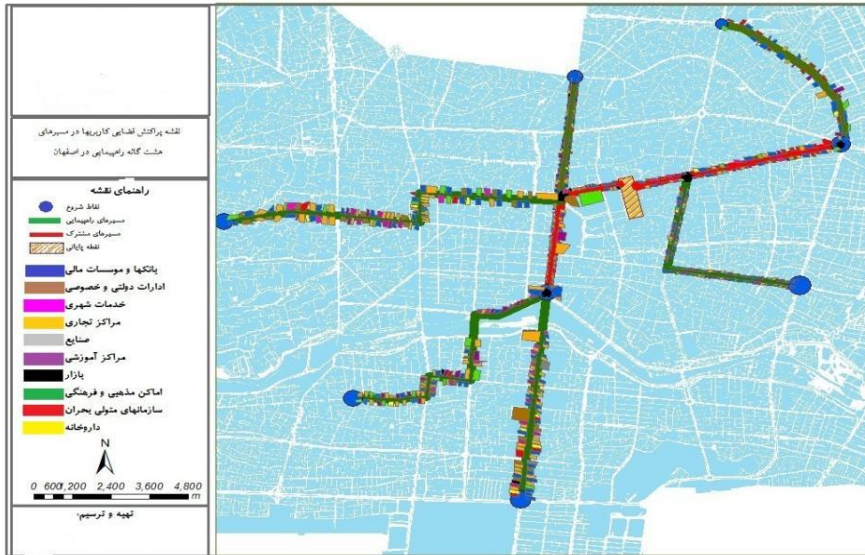 نقشه پراکنش فضایی کاربریها در مسیرهای
هشت گانه راهپیمایی در اصفهان
راهنمای نقشه
نقاط شروع
مسیرهای راهپیمایی
مسیرهای مشترک
نقطه پایانی
بانکها و موسسات مالی
ادارات دولتی و خصوصی
خدمات شهری
مراکز تجاری
صنایع
مراکز آموزشی
بازار
اماکن مذهبی و فرهنگی
سازمانهای متولی بحران
داروخانه
N
0 600 1,200 2,400 3,600 4,800
m
تهیه و ترسیم: